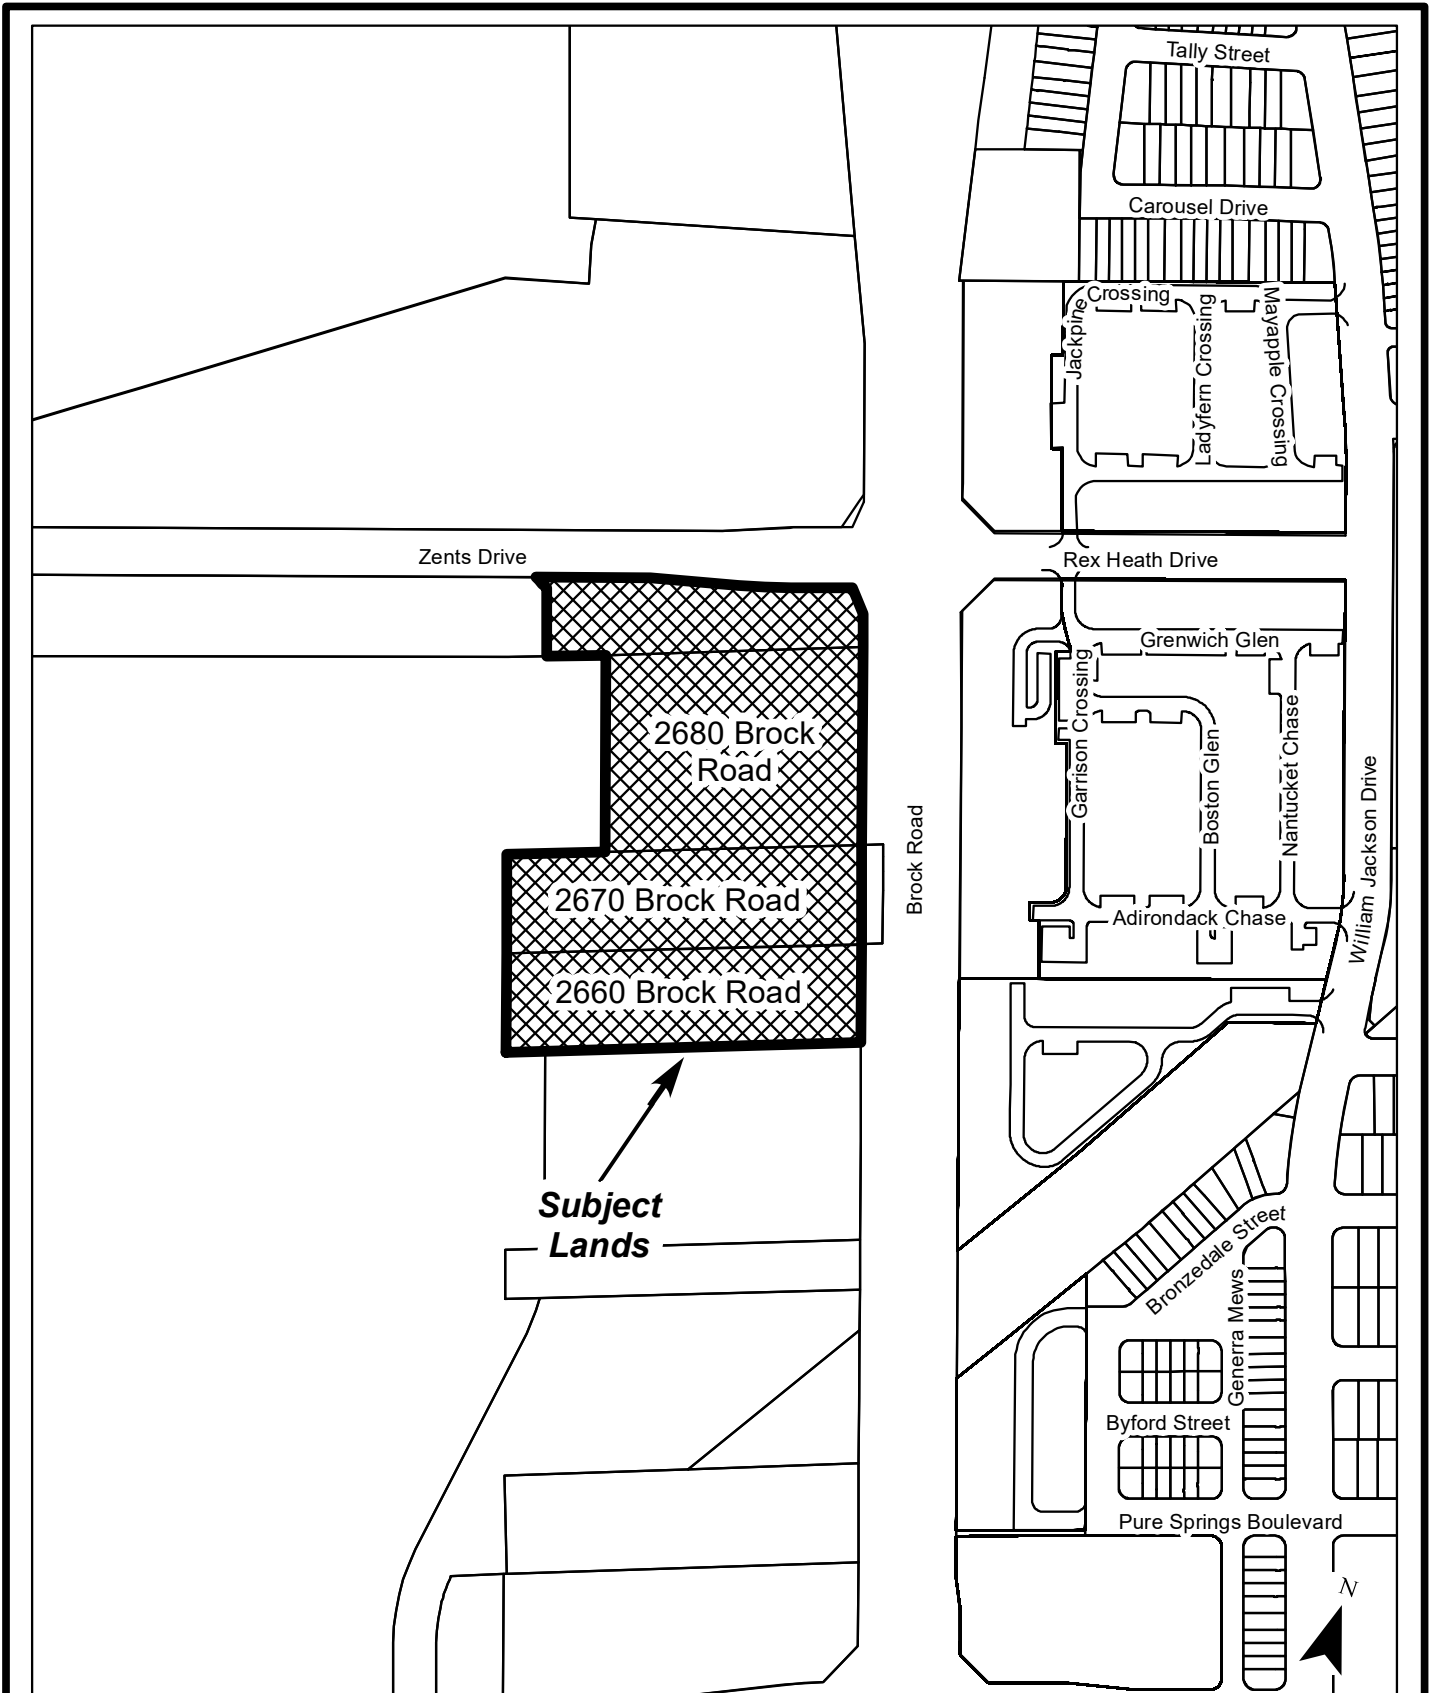 Tally Street
Carousel Drive
Crossing
Jackpine
Ladyfern Crossing
Mayapple Crossing
Zents Drive
Rex Heath Drive
Grenwich Glen
Garrison Crossing
2680 Brock
Road
Boston Glen
Nantucket Chase
William Jackson Drive
Brock Road
2670 Brock Road
Adirondack Chase
2660 Brock Road
Subject
Lands
Bronzedale Street
Generra Mews
Byford Street
Pure Springs Boulevard
N